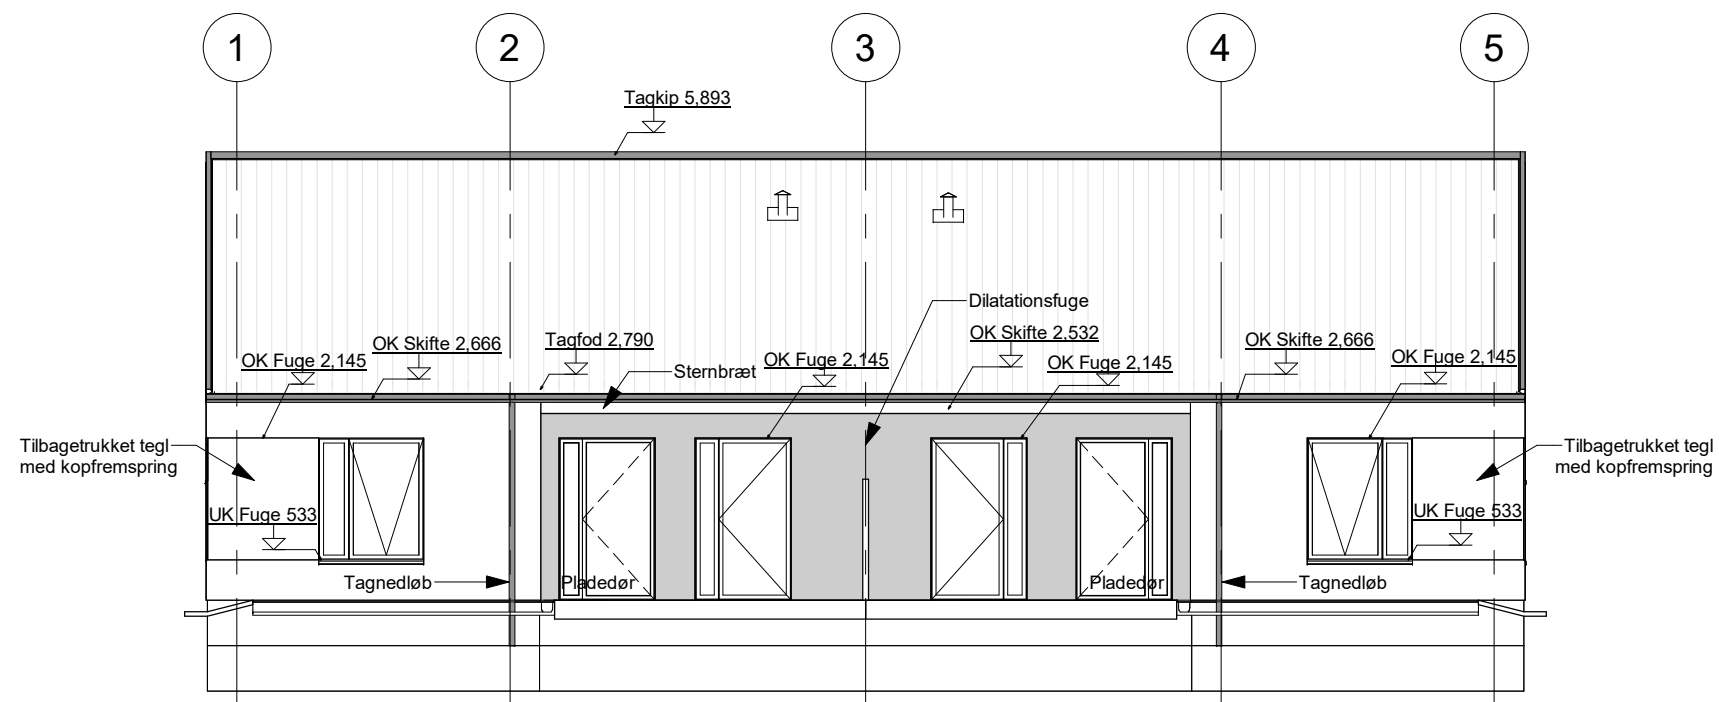 1 2 3 4 5
Tagkip 5,893
Dilatationsfuge
OK Skifte 2,532
OK Fuge 2,145
OK Skifte 2,666
Tagfod 2,790
OK Fuge 2,145
OK Fuge 2,145
OK Skifte 2,666
OK Fuge 2,145
Sternbræt
Tilbagetrukket tegl
med kopfremspring
Tilbagetrukket tegl
med kopfremspring
UK Fuge 533
UK Fuge 533
Tagnedløb
Pladedør
Pladedør
Tagnedløb